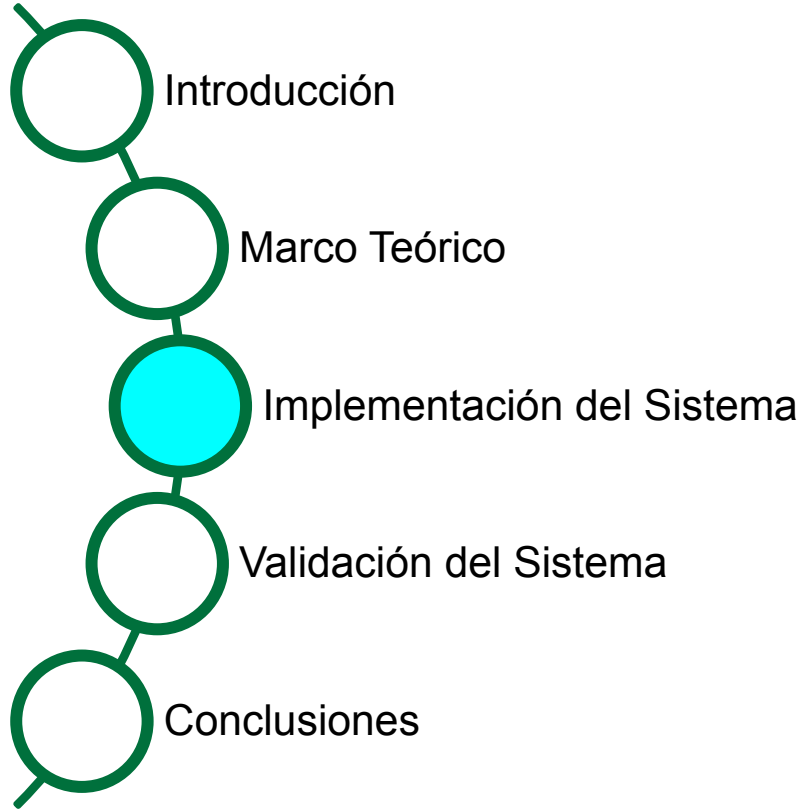 Introducción
Marco Teórico
Implementación del Sistema
Validación del Sistema
Conclusiones